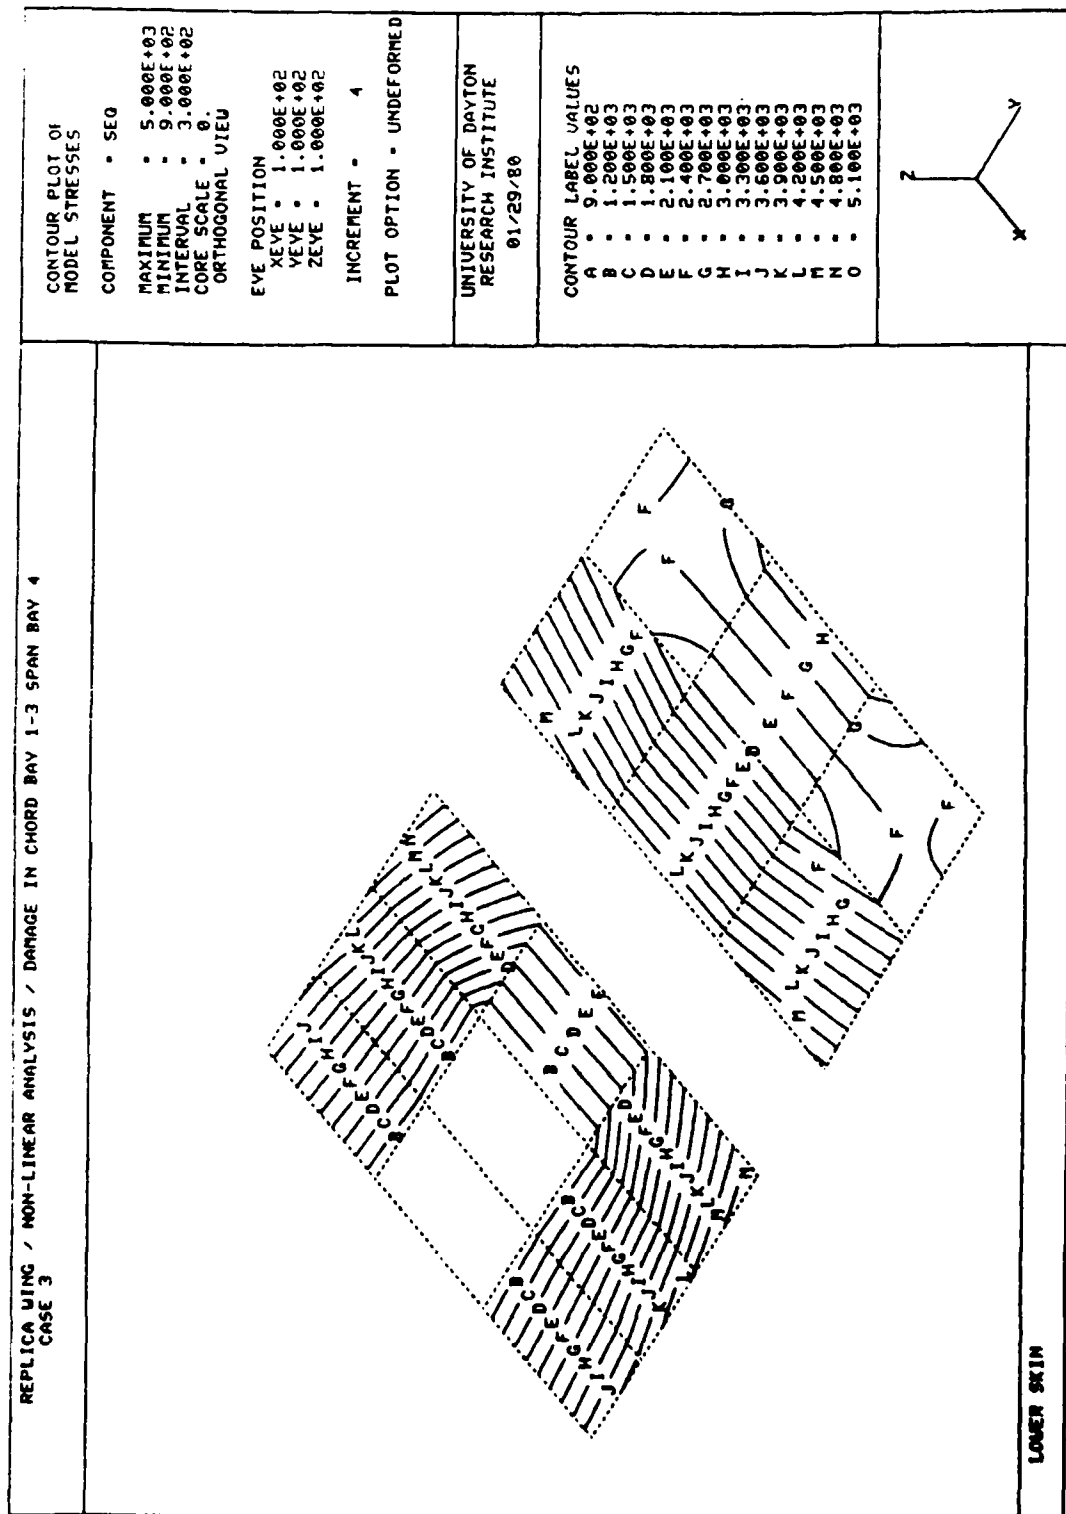 REPLICA WING / NON-LINEAR ANALYSIS / DAMAGE IN CHORD BAY 1-3 SPAN BAY 4
CASE 3
CONTOUR PLOT OF
MODEL STRESSES
COMPONENT = SEQ
MAXIMUM = 5.000E+03
MINIMUM = 9.000E+02
INTERVAL = 3.000E+02
CORE SCALE = 0.
ORTHOGONAL VIEW
EYE POSITION
XEYE = 1.000E+02
YEYE = 1.000E+02
ZEYE = 1.000E+02
INCREMENT = 4
PLOT OPTION = UNDEFORMED
UNIVERSITY OF DAYTON
RESEARCH INSTITUTE
01/29/80
CONTOUR LABEL VALUES
A = 9.000E+02
B = 1.200E+03
C = 1.500E+03
D = 1.800E+03
E = 2.100E+03
F = 2.400E+03
G = 2.700E+03
H = 3.000E+03
I = 3.300E+03
J = 3.600E+03
K = 3.900E+03
L = 4.200E+03
M = 4.500E+03
N = 4.800E+03
O = 5.100E+03
Z
X
Y
B C D E F G H I J
B C D E F G H I J K L
D E F G H I J K L M N
B C D E F
B C D E F G H I J
B C D E F G H I J K L
D E F G H I J K L M M
M L K J I H G F
L K J I H G F E D E F G H
M L K J I H G F
F F G
G F F
LOWER SKIN